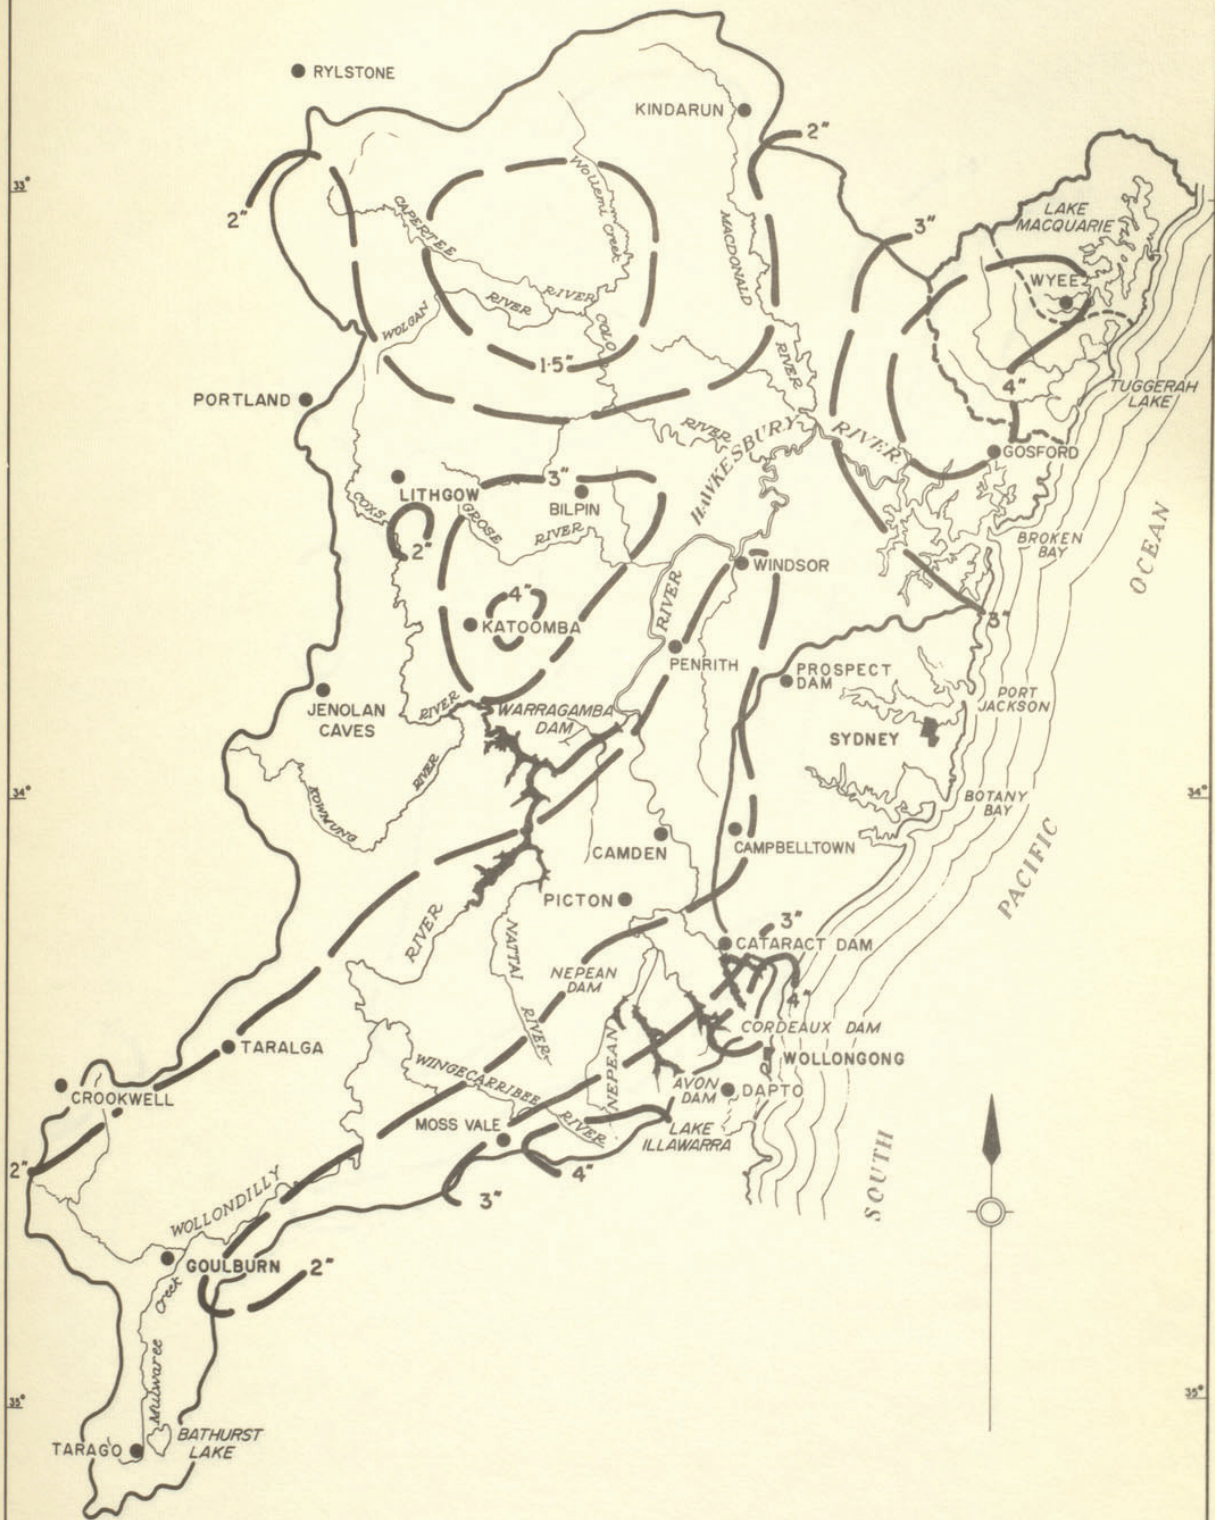 RYLSTONE
KINDARUN
2"
33°
2"
LAKE
MACQUARIE
CAPERTEE
Wollemi Creek
MACDONALD
3"
WYEE
RIVER
RIVER
WOLGAN
COLO
1·5"
RIVER
4"
TUGGERAH
LAKE
PORTLAND
RIVER
HAWKESBURY
RIVER
GOSFORD
LITHGOW
3"
BILPIN
COXS
GROSE
RIVER
2"
BROKEN
BAY
OCEAN
WINDSOR
4"
KATOOMBA
RIVER
3"
PENRITH
PROSPECT
DAM
JENOLAN
CAVES
RIVER
WARRAGAMBA
DAM
PORT
JACKSON
SYDNEY
KOWMUNG
RIVER
34°
BOTANY
BAY
34°
CAMDEN
CAMPBELLTOWN
PACIFIC
PICTON
RIVER
NATTAI
RIVER
3"
CATARACT DAM
NEPEAN
DAM
4"
CORDEAUX DAM
TARALGA
WOLLONGONG
WINGECARRIBEE
RIVER
NEPEAN
CROOKWELL
AVON
DAM
DAPTO
MOSS VALE
LAKE
ILLAWARRA
2"
4"
3"
SOUTH
WOLLONDILLY
GOULBURN
2"
Creek
Mulwaree
35°
35°
TARAGO
BATHURST
LAKE